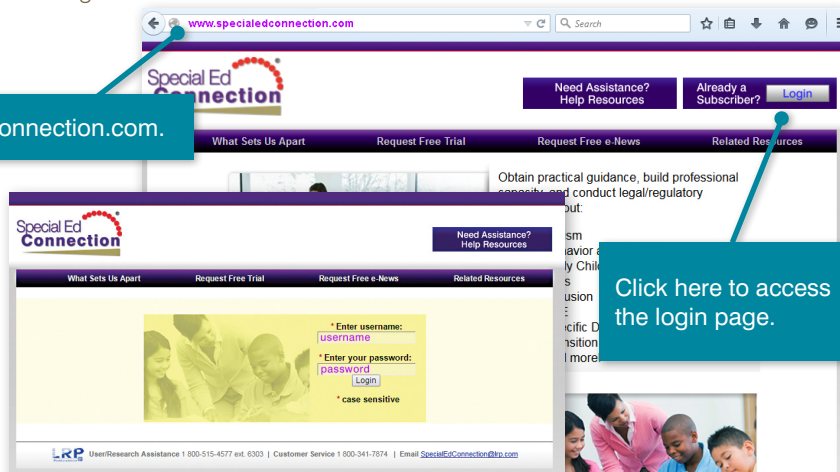 www.specialedconnection.com
Search
Special Ed
Connection
onnection.com.
Need Assistance?
Help Resources
Already a
Subscriber?
Login
What Sets Us Apart Request Free Trial Request Free e-News Related Resources
Obtain practical guidance, build professional
and conduct legal/regulatory
out:
Click here to access
the login page.
Special Ed
Connection
Need Assistance?
Help Resources
What Sets Us Apart Request Free Trial Request Free e-News Related Resources
* Enter username:
username
* Enter your password:
password
Login
* case sensitive
LRP User/Research Assistance 1 800-515-4577 ext. 6303 | Customer Service 1 800-341-7874 | Email SpecialEdConnection@lrp.com